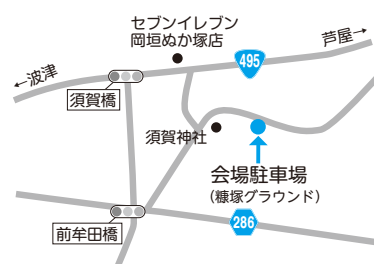 セブンイレブン
岡垣ぬか塚店
芦屋→
495
←波津
須賀橋
須賀神社
会場駐車場
(糠塚グラウンド)
286
前牟田橋